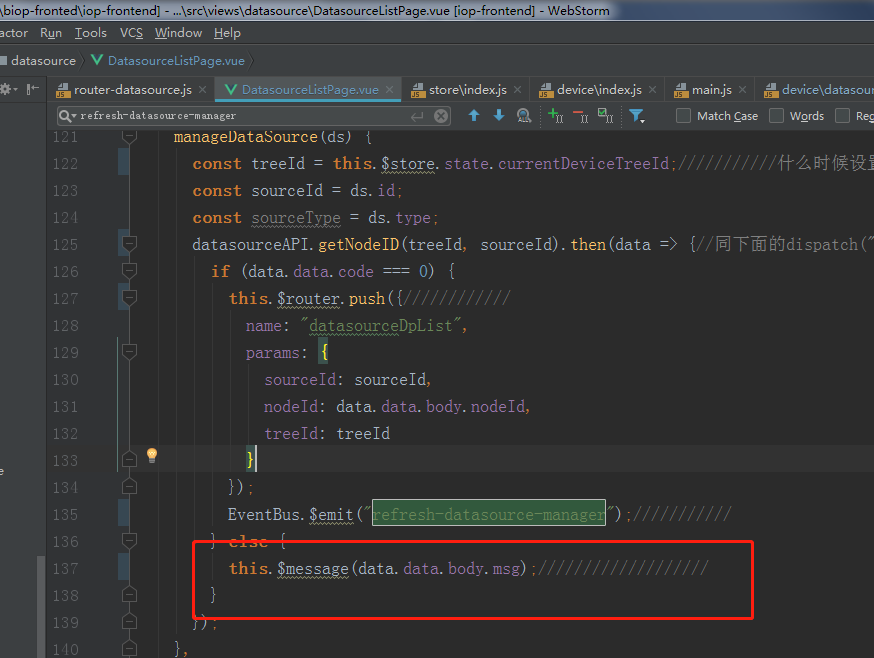 \biop-fronted\iop-frontend] - ...\src\views\datasource\DatasourceListPage.vue [iop-frontend] - WebStorm
actor Run Tools VCS Window Help
datasource DatasourceListPage.vue
router-datasource.js DatasourceListPage.vue store\index.js device\index.js main.js device\datasour
refresh-datasource-manager Match Case Words Reg
121 manageDataSource(ds) {
122 const treeId = this.$store.state.currentDeviceTreeId;///////////什么时候设置
123 const sourceId = ds.id;
124 const sourceType = ds.type;
125 datasourceAPI.getNodeID(treeId, sourceId).then(data => {//同下面的dispatch("
126 if (data.data.code === 0) {
127 this.$router.push({////////////
128 name: "datasourceDpList",
129 params: {
130 sourceId: sourceId,
131 nodeId: data.data.body.nodeId,
132 treeId: treeId
133 }
134 });
135 EventBus.$emit("refresh-datasource-manager");///////////
136 } else {
137 this.$message(data.data.body.msg);///////////////////
138 }
139 });
140 },